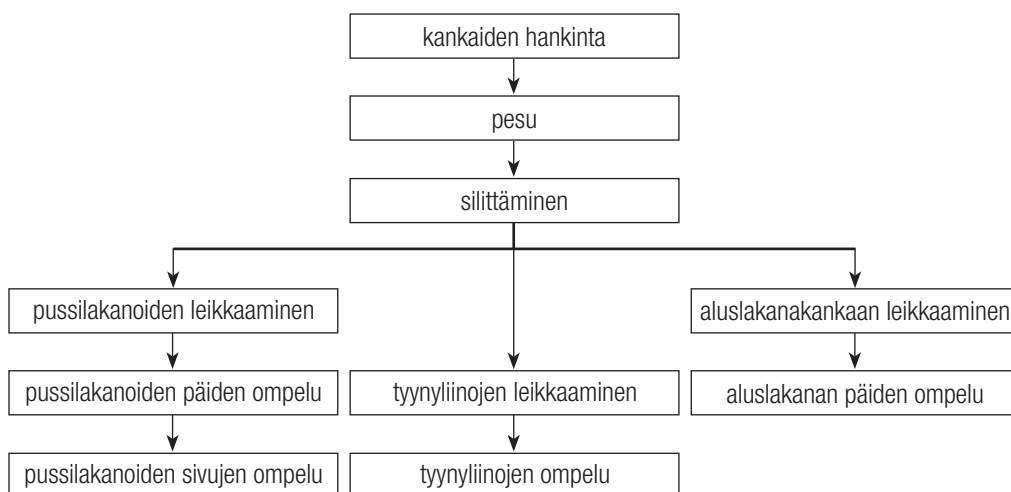 kankaiden hankinta
pesu
silittäminen
pussilakanoiden leikkaaminen
aluslakanakankaan leikkaaminen
pussilakanoiden päiden ompelu
tyynyliinojen leikkaaminen
aluslakanan päiden ompelu
pussilakanoiden sivujen ompelu
tyynyliinojen ompelu